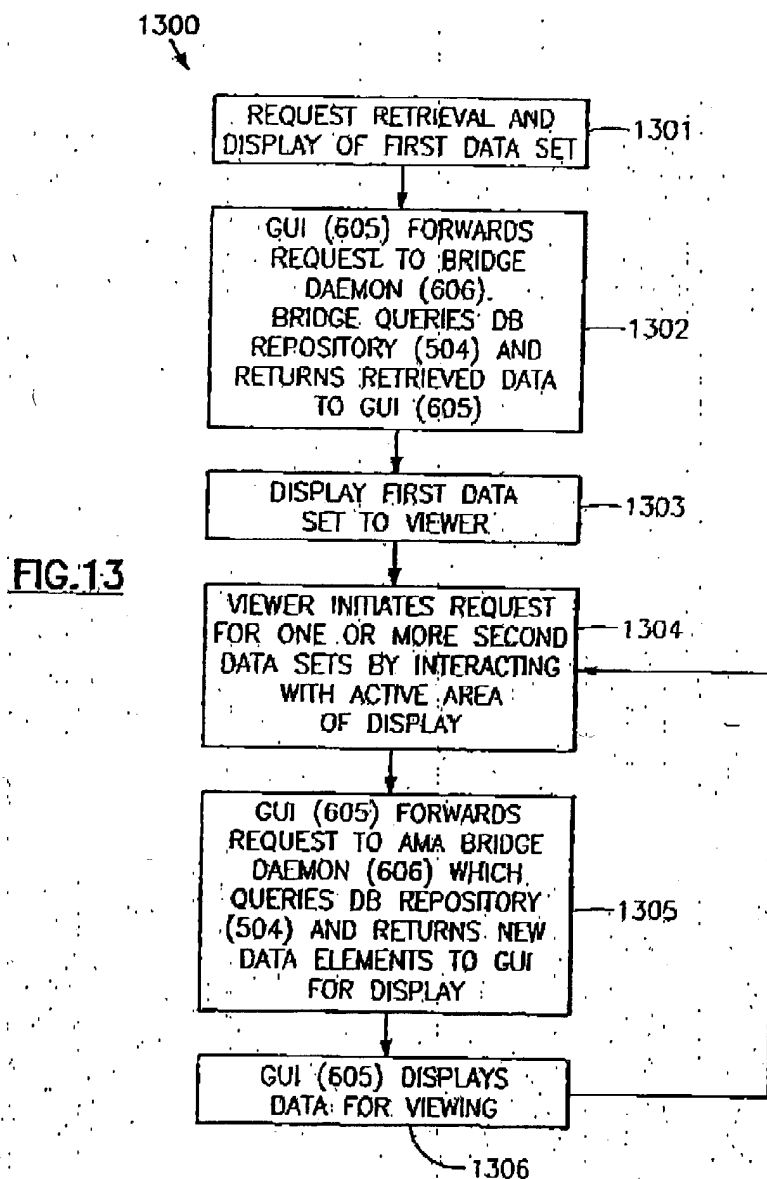 1300
REQUEST RETRIEVAL AND
DISPLAY OF FIRST DATA SET
1301
GUI (605) FORWARDS
REQUEST TO BRIDGE
DAEMON (606).
BRIDGE QUERIES DB
REPOSITORY (504) AND
RETURNS RETRIEVED DATA
TO GUI (605)
1302
DISPLAY FIRST DATA
SET TO VIEWER
1303
FIG.13
VIEWER INITIATES REQUEST
FOR ONE OR MORE SECOND
DATA SETS BY INTERACTING
WITH ACTIVE AREA
OF DISPLAY
1304
GUI (605) FORWARDS
REQUEST TO AMA BRIDGE
DAEMON (606) WHICH
QUERIES DB REPOSITORY
(504) AND RETURNS NEW
DATA ELEMENTS TO GUI
FOR DISPLAY
1305
GUI (605) DISPLAYS
DATA FOR VIEWING
1306